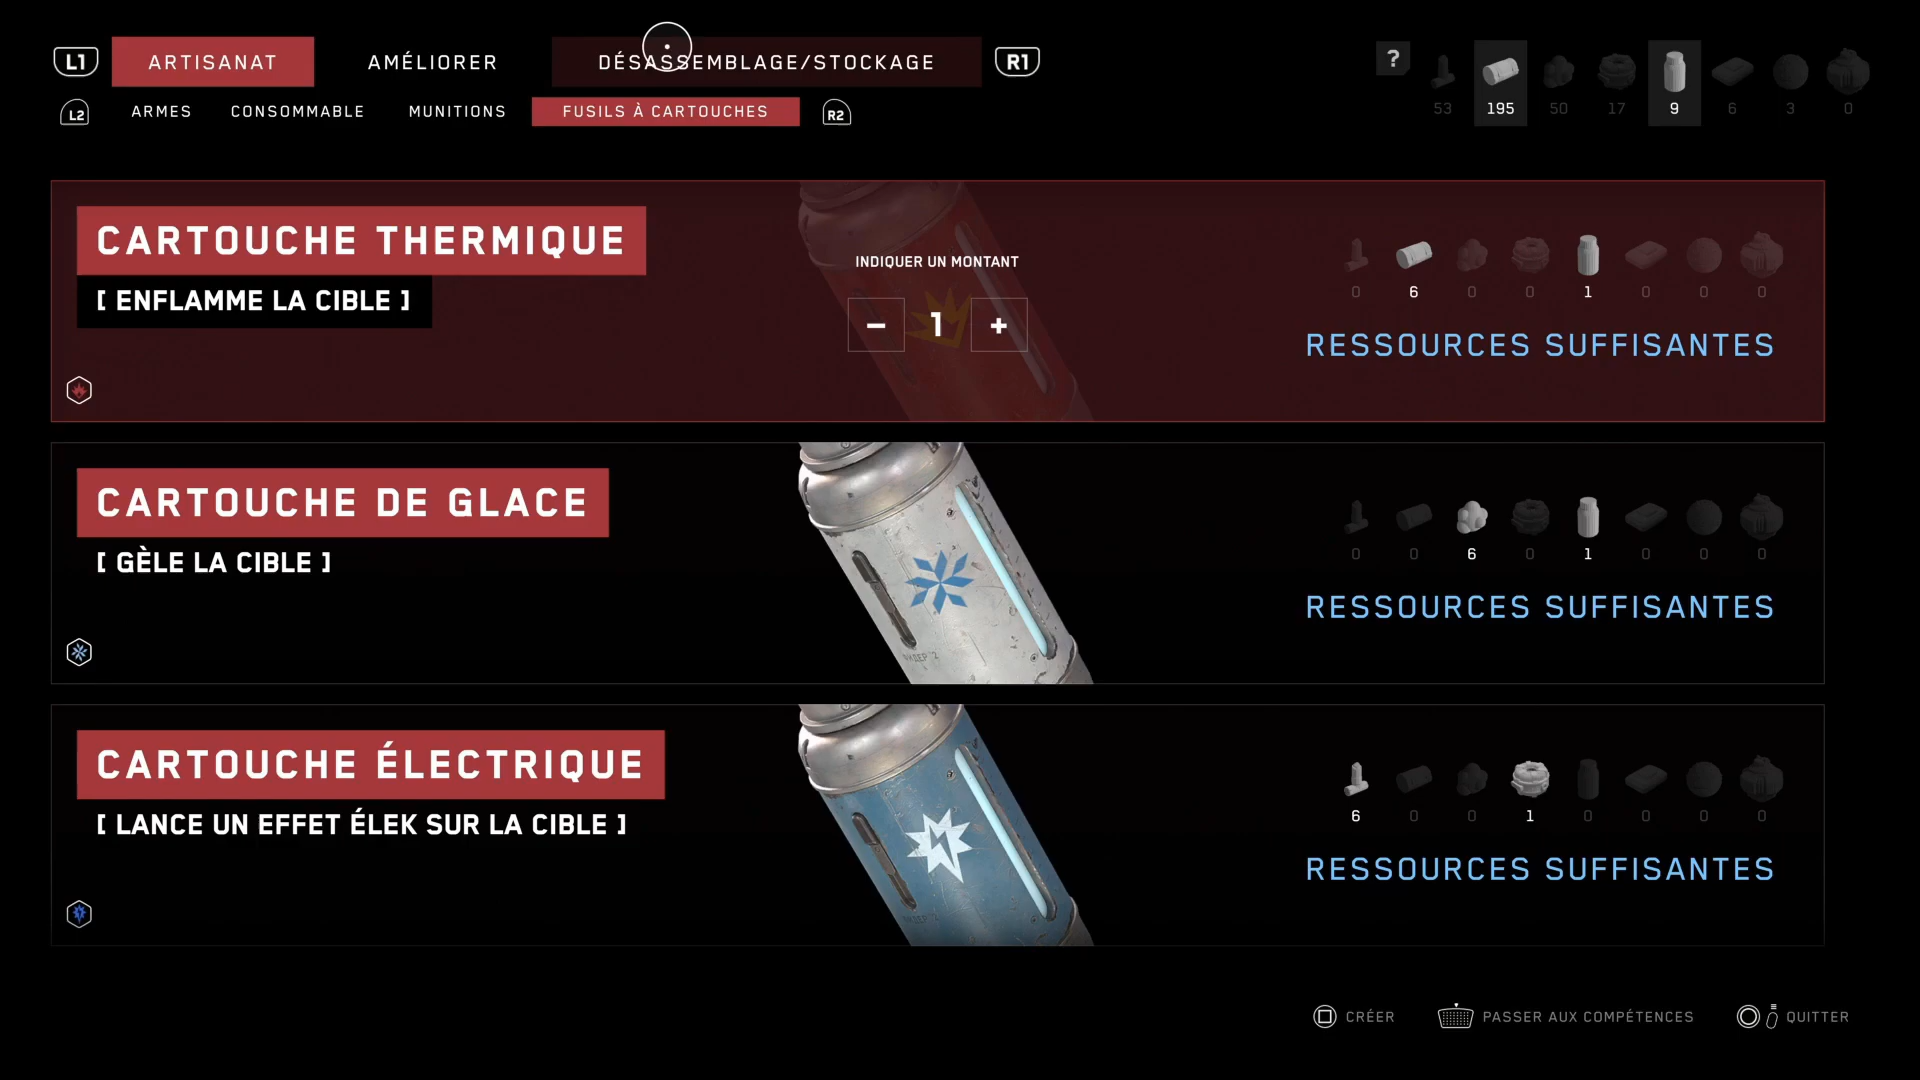 L1 ARTISANAT AMÉLIORER DÉSASSEMBLAGE/STOCKAGE R1
L2 ARMES CONSOMMABLE MUNITIONS FUSILS À CARTOUCHES R2
?
53 195 50 17 9 6 3 0
CARTOUCHE THERMIQUE
[ ENFLAMME LA CIBLE ]
INDIQUER UN MONTANT
− 1 +
0 6 0 0 1 0 0 0
RESSOURCES SUFFISANTES
CARTOUCHE DE GLACE
[ GÈLE LA CIBLE ]
0 0 6 0 1 0 0 0
RESSOURCES SUFFISANTES
CARTOUCHE ÉLECTRIQUE
[ LANCE UN EFFET ÉLEK SUR LA CIBLE ]
6 0 0 1 0 0 0 0
RESSOURCES SUFFISANTES
CRÉER PASSER AUX COMPÉTENCES QUITTER